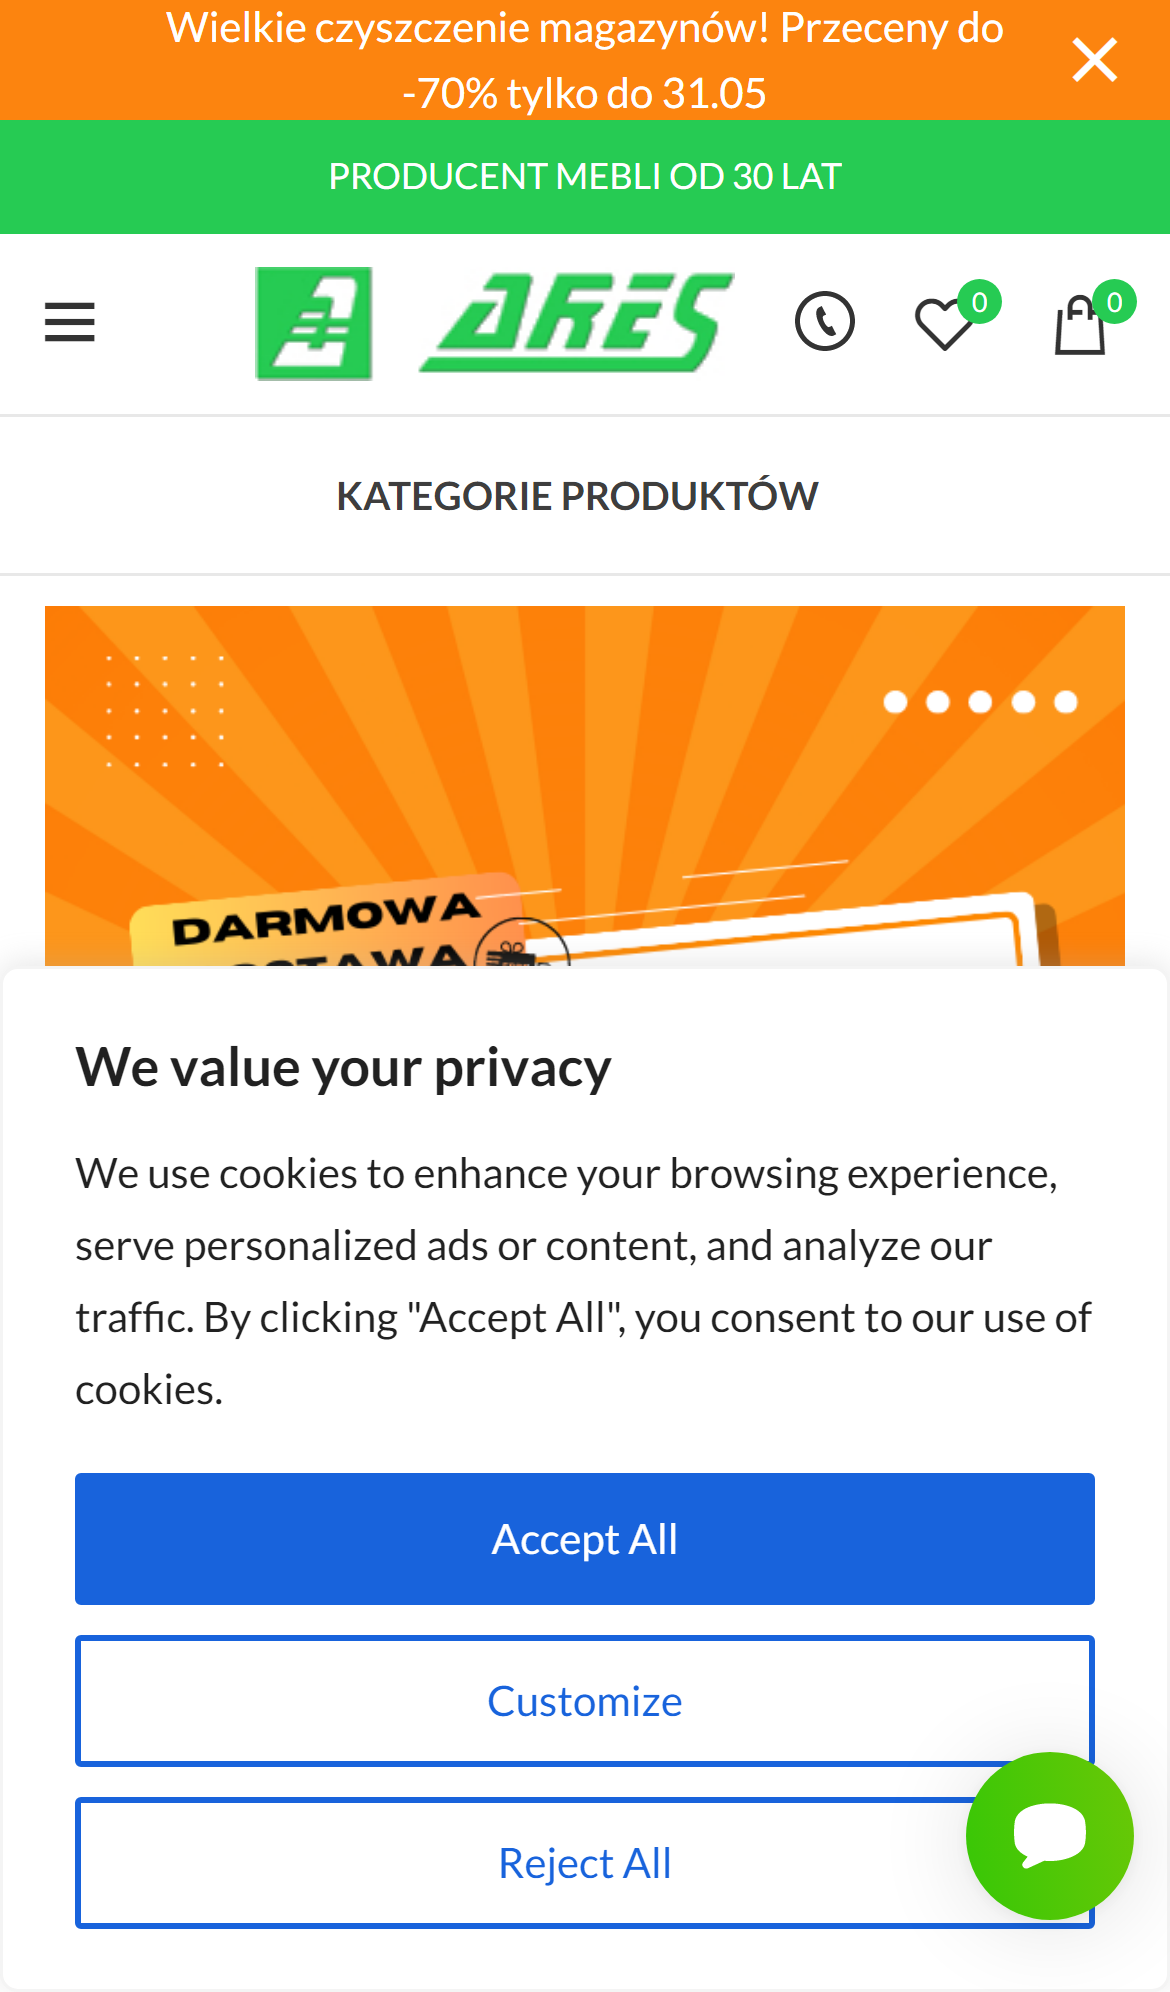 Wielkie czyszczenie magazynów! Przeceny do
-70% tylko do 31.05
PRODUCENT MEBLI OD 30 LAT
ARES
0
0
KATEGORIE PRODUKTÓW
DARMOWA
We value your privacy
We use cookies to enhance your browsing experience,
serve personalized ads or content, and analyze our
traffic. By clicking "Accept All", you consent to our use of
cookies.
Accept All
Customize
Reject All